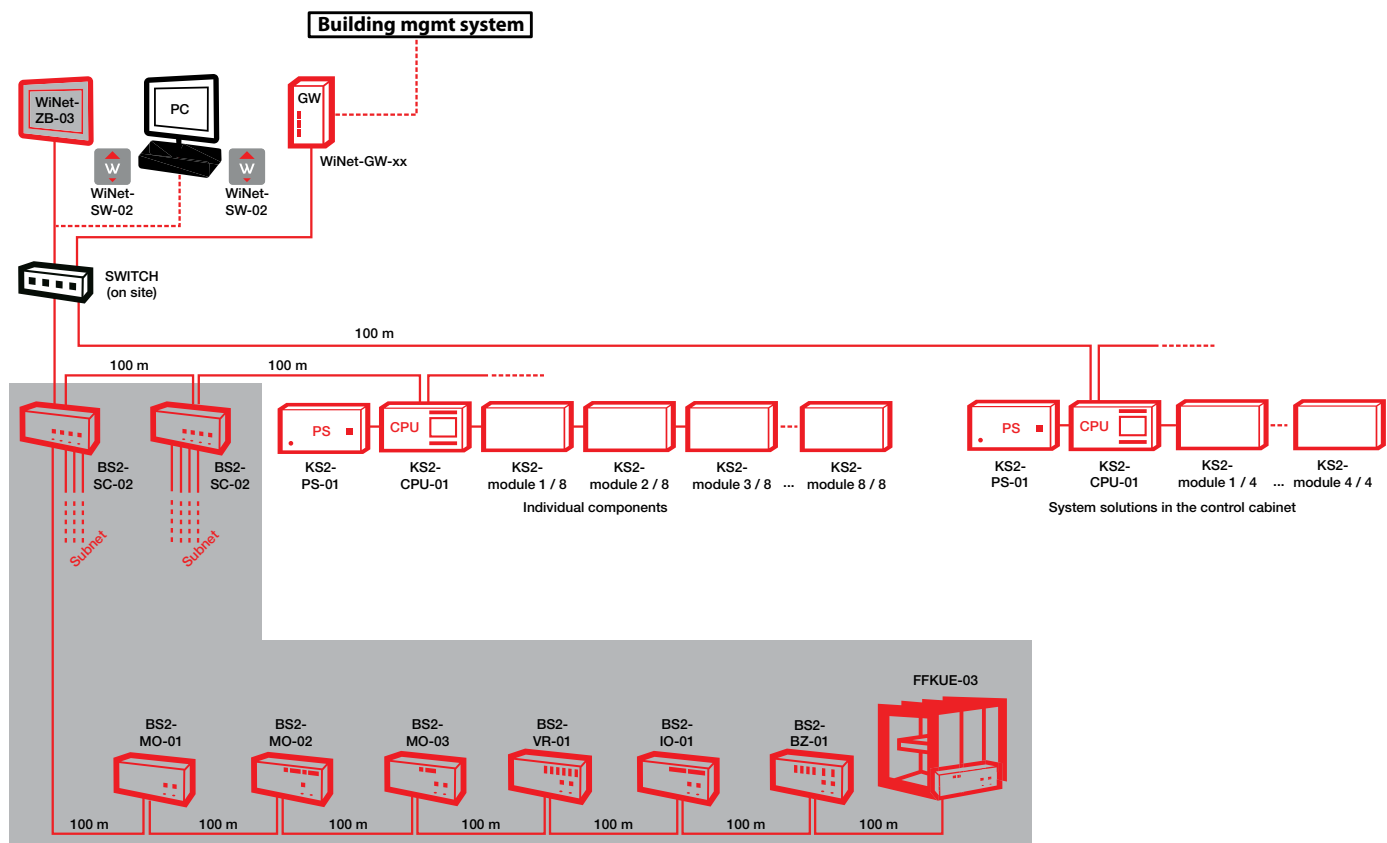 Building mgmt system
WiNet-
ZB-03
PC
GW
WiNet-GW-xx
W
WiNet-
SW-02
W
WiNet-
SW-02
SWITCH
(on site)
100 m
100 m
100 m
BS2-
SC-02
Subnet
BS2-
SC-02
Subnet
PS
CPU
KS2-
PS-01
KS2-
CPU-01
KS2-
module 1 / 8
KS2-
module 2 / 8
KS2-
module 3 / 8
...
KS2-
module 8 / 8
Individual components
PS
CPU
KS2-
PS-01
KS2-
CPU-01
KS2-
module 1 / 4
...
KS2-
module 4 / 4
System solutions in the control cabinet
BS2-
MO-01
BS2-
MO-02
BS2-
MO-03
BS2-
VR-01
BS2-
IO-01
BS2-
BZ-01
FFKUE-03
100 m
100 m
100 m
100 m
100 m
100 m
100 m